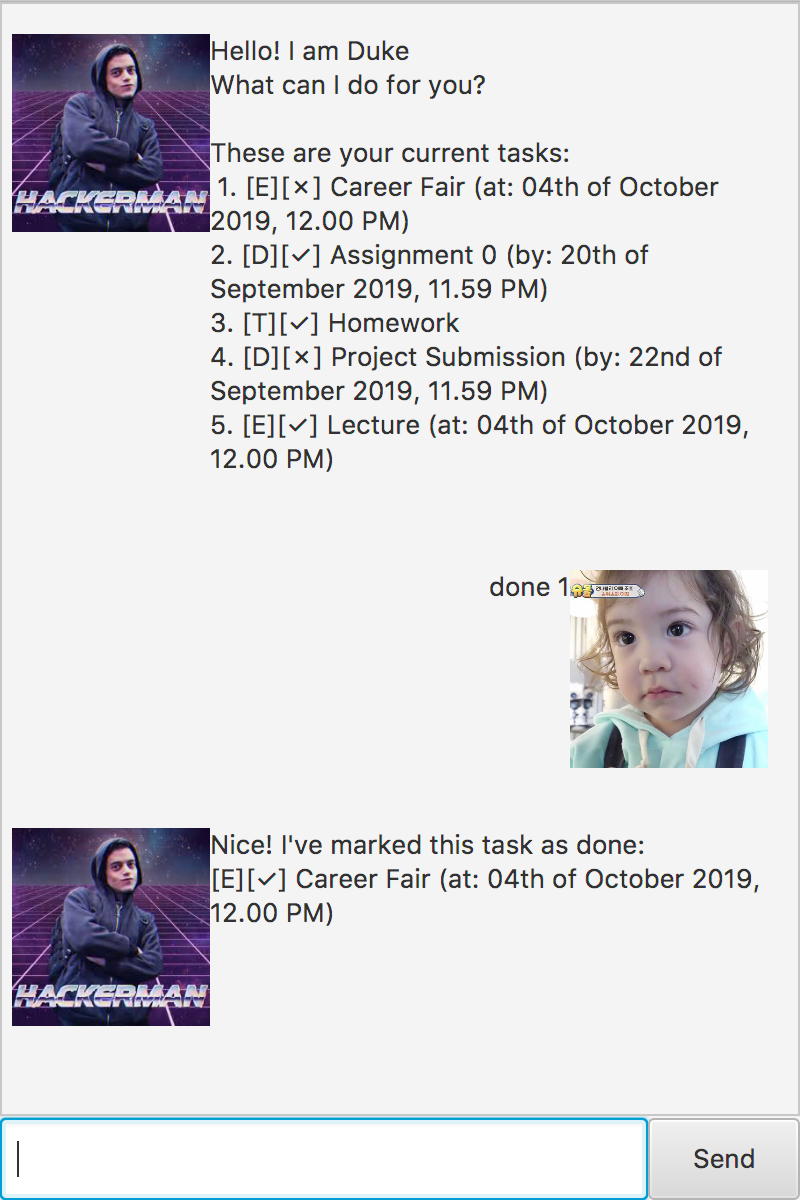 Hello! I am Duke
What can I do for you?
These are your current tasks:
1. [E][×] Career Fair (at: 04th of October
2019, 12.00 PM)
2. [D][✓] Assignment 0 (by: 20th of
September 2019, 11.59 PM)
3. [T][✓] Homework
4. [D][×] Project Submission (by: 22nd of
September 2019, 11.59 PM)
5. [E][✓] Lecture (at: 04th of October 2019,
12.00 PM)
HACKERMAN
done 1
Nice! I've marked this task as done:
[E][✓] Career Fair (at: 04th of October 2019,
12.00 PM)
HACKERMAN
Send